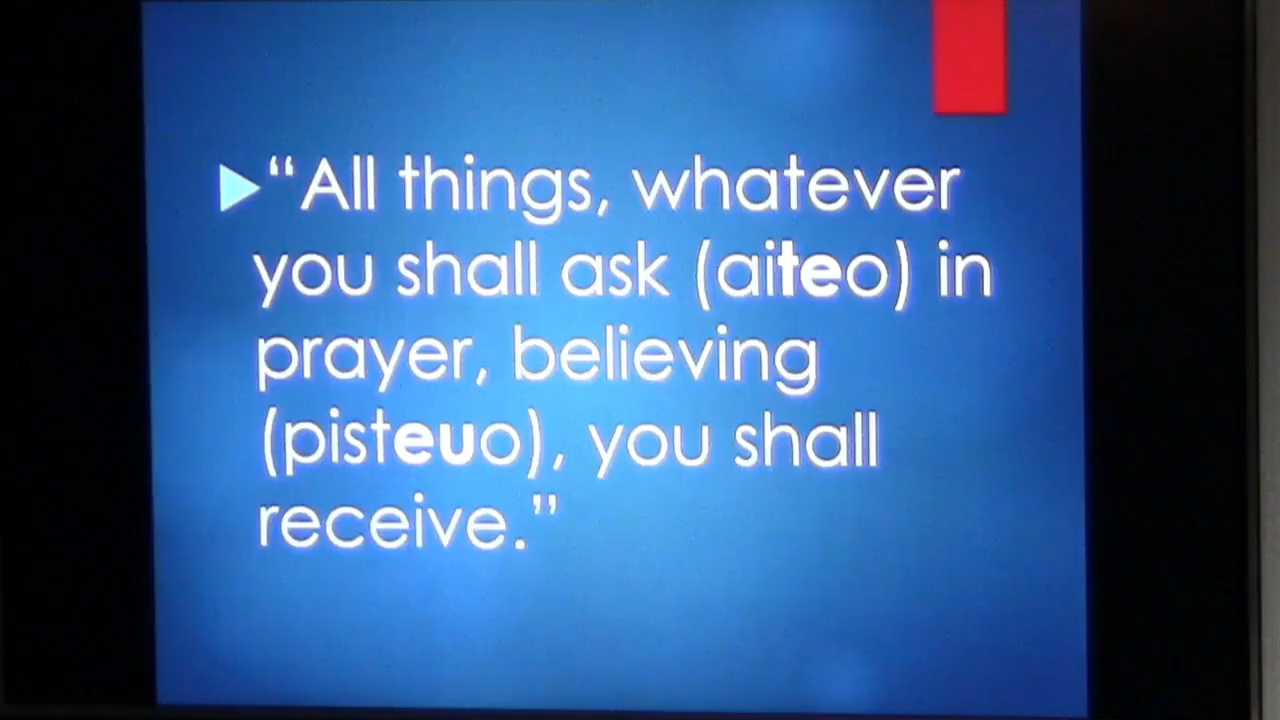 “All things, whatever
you shall ask (aiteo) in
prayer, believing
(pisteuo), you shall
receive.”